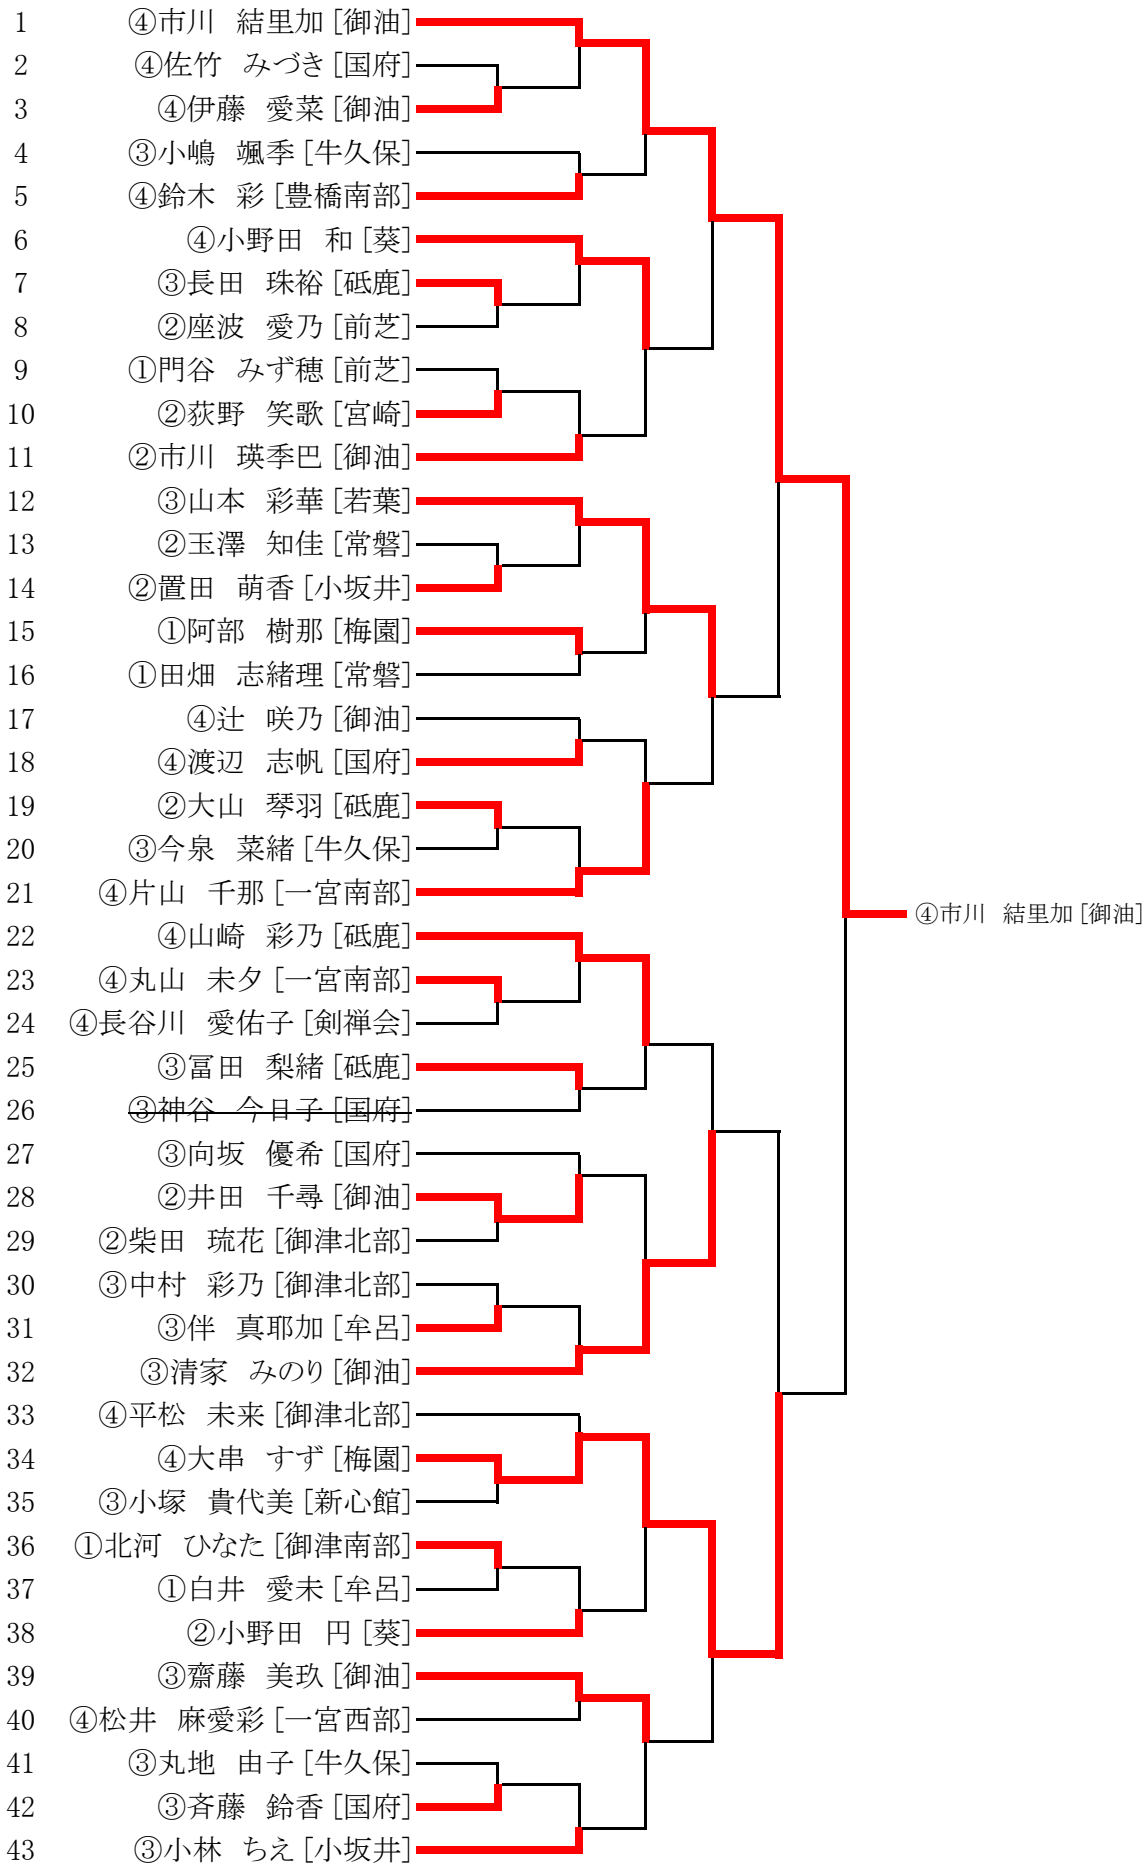 1 ④市川 結里加 [御油]
2 ④佐竹 みづき [国府]
3 ④伊藤 愛菜 [御油]
4 ③小嶋 颯季 [牛久保]
5 ④鈴木 彩 [豊橋南部]
6 ④小野田 和 [葵]
7 ③長田 珠裕 [砥鹿]
8 ②座波 愛乃 [前芝]
9 ①門谷 みず穂 [前芝]
10 ②荻野 笑歌 [宮崎]
11 ②市川 瑛季巴 [御油]
12 ③山本 彩華 [若葉]
13 ②玉澤 知佳 [常磐]
14 ②置田 萌香 [小坂井]
15 ①阿部 樹那 [梅園]
16 ①田畑 志緒理 [常磐]
17 ④辻 咲乃 [御油]
18 ④渡辺 志帆 [国府]
19 ②大山 琴羽 [砥鹿]
20 ③今泉 菜緒 [牛久保]
21 ④片山 千那 [一宮南部]
④市川 結里加 [御油]
22 ④山崎 彩乃 [砥鹿]
23 ④丸山 未夕 [一宮南部]
24 ④長谷川 愛佑子 [剣禅会]
25 ③冨田 梨緒 [砥鹿]
26 ③神谷 今日子 [国府]
27 ③向坂 優希 [国府]
28 ②井田 千尋 [御油]
29 ②柴田 琉花 [御津北部]
30 ③中村 彩乃 [御津北部]
31 ③伴 真耶加 [牟呂]
32 ③清家 みのり [御油]
33 ④平松 未来 [御津北部]
34 ④大串 すず [梅園]
35 ③小塚 貴代美 [新心館]
36 ①北河 ひなた [御津南部]
37 ①白井 愛未 [牟呂]
38 ②小野田 円 [葵]
39 ③齋藤 美玖 [御油]
40 ④松井 麻愛彩 [一宮西部]
41 ③丸地 由子 [牛久保]
42 ③斉藤 鈴香 [国府]
43 ③小林 ちえ [小坂井]